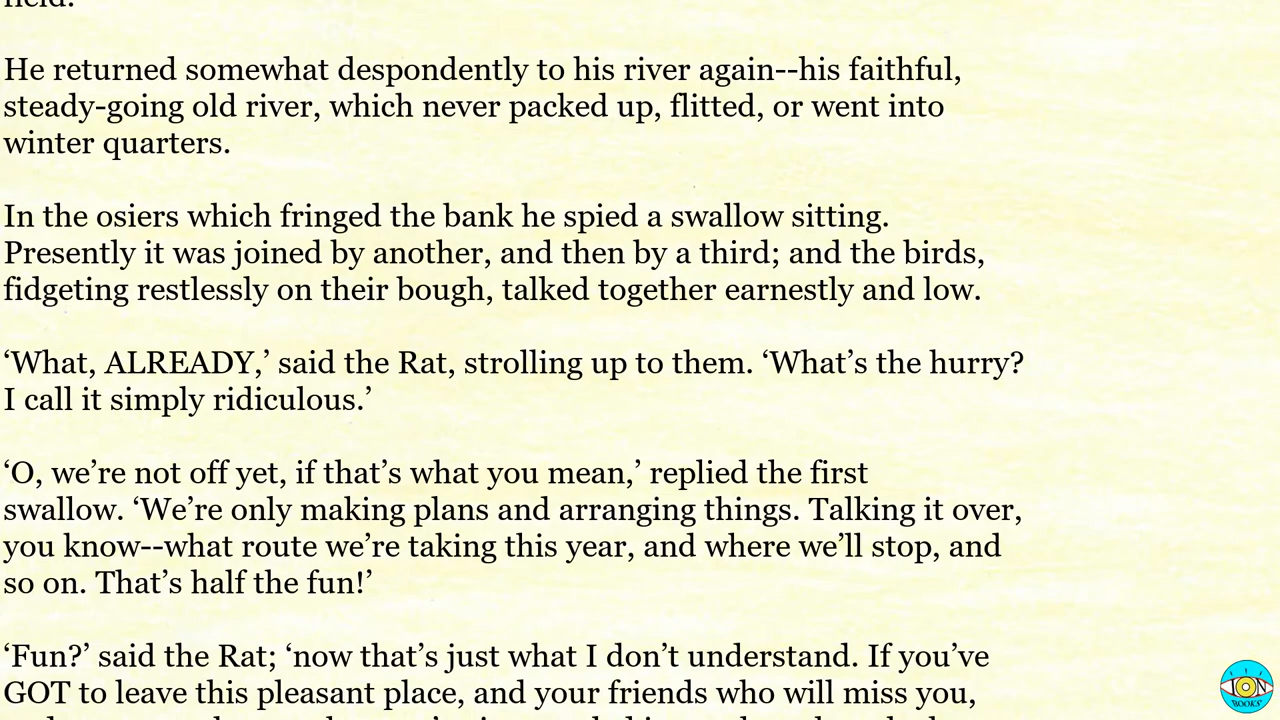 field.
He returned somewhat despondently to his river again--his faithful,
steady-going old river, which never packed up, flitted, or went into
winter quarters.
In the osiers which fringed the bank he spied a swallow sitting.
Presently it was joined by another, and then by a third; and the birds,
fidgeting restlessly on their bough, talked together earnestly and low.
‘What, ALREADY,’ said the Rat, strolling up to them. ‘What’s the hurry?
I call it simply ridiculous.’
‘O, we’re not off yet, if that’s what you mean,’ replied the first
swallow. ‘We’re only making plans and arranging things. Talking it over,
you know--what route we’re taking this year, and where we’ll stop, and
so on. That’s half the fun!’
‘Fun?’ said the Rat; ‘now that’s just what I don’t understand. If you’ve
GOT to leave this pleasant place, and your friends who will miss you,
ION
BOOKS